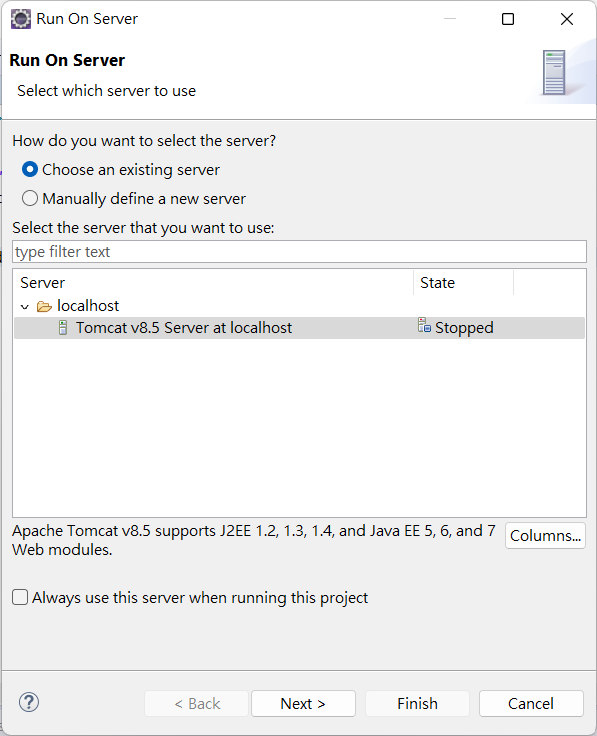 Run On Server
Run On Server
Select which server to use
How do you want to select the server?
Choose an existing server
Manually define a new server
Select the server that you want to use:
type filter text
Server State
localhost
Tomcat v8.5 Server at localhost Stopped
Apache Tomcat v8.5 supports J2EE 1.2, 1.3, 1.4, and Java EE 5, 6, and 7
Web modules.
Columns...
Always use this server when running this project
? < Back Next > Finish Cancel